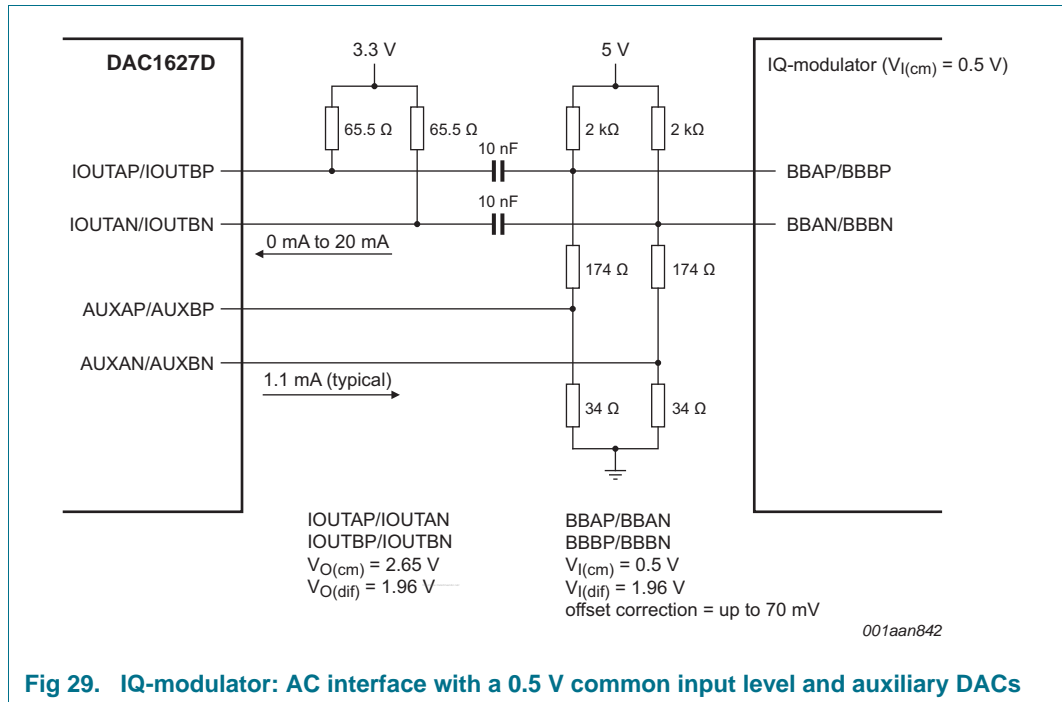 DAC1627D
3.3 V
5 V
IQ-modulator (VI(cm) = 0.5 V)
65.5 Ω
65.5 Ω
2 kΩ
2 kΩ
10 nF
IOUTAP/IOUTBP
BBAP/BBBP
10 nF
IOUTAN/IOUTBN
BBAN/BBBN
0 mA to 20 mA
174 Ω
174 Ω
AUXAP/AUXBP
AUXAN/AUXBN
1.1 mA (typical)
34 Ω
34 Ω
IOUTAP/IOUTAN
IOUTBP/IOUTBN
VO(cm) = 2.65 V
VO(dif) = 1.96 V
BBAP/BBAN
BBBP/BBBN
VI(cm) = 0.5 V
VI(dif) = 1.96 V
offset correction = up to 70 mV
001aan842
Fig 29. IQ-modulator: AC interface with a 0.5 V common input level and auxiliary DACs